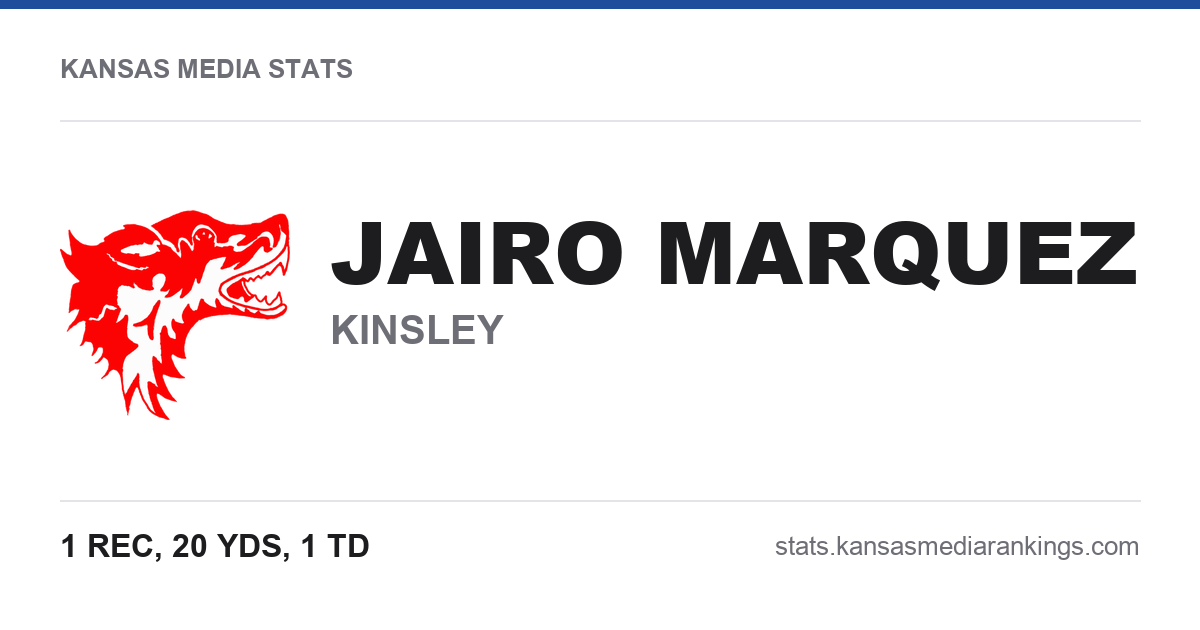 KANSAS MEDIA STATS
JAIRO MARQUEZ
KINSLEY
1 REC, 20 YDS, 1 TD
stats.kansasmediarankings.com